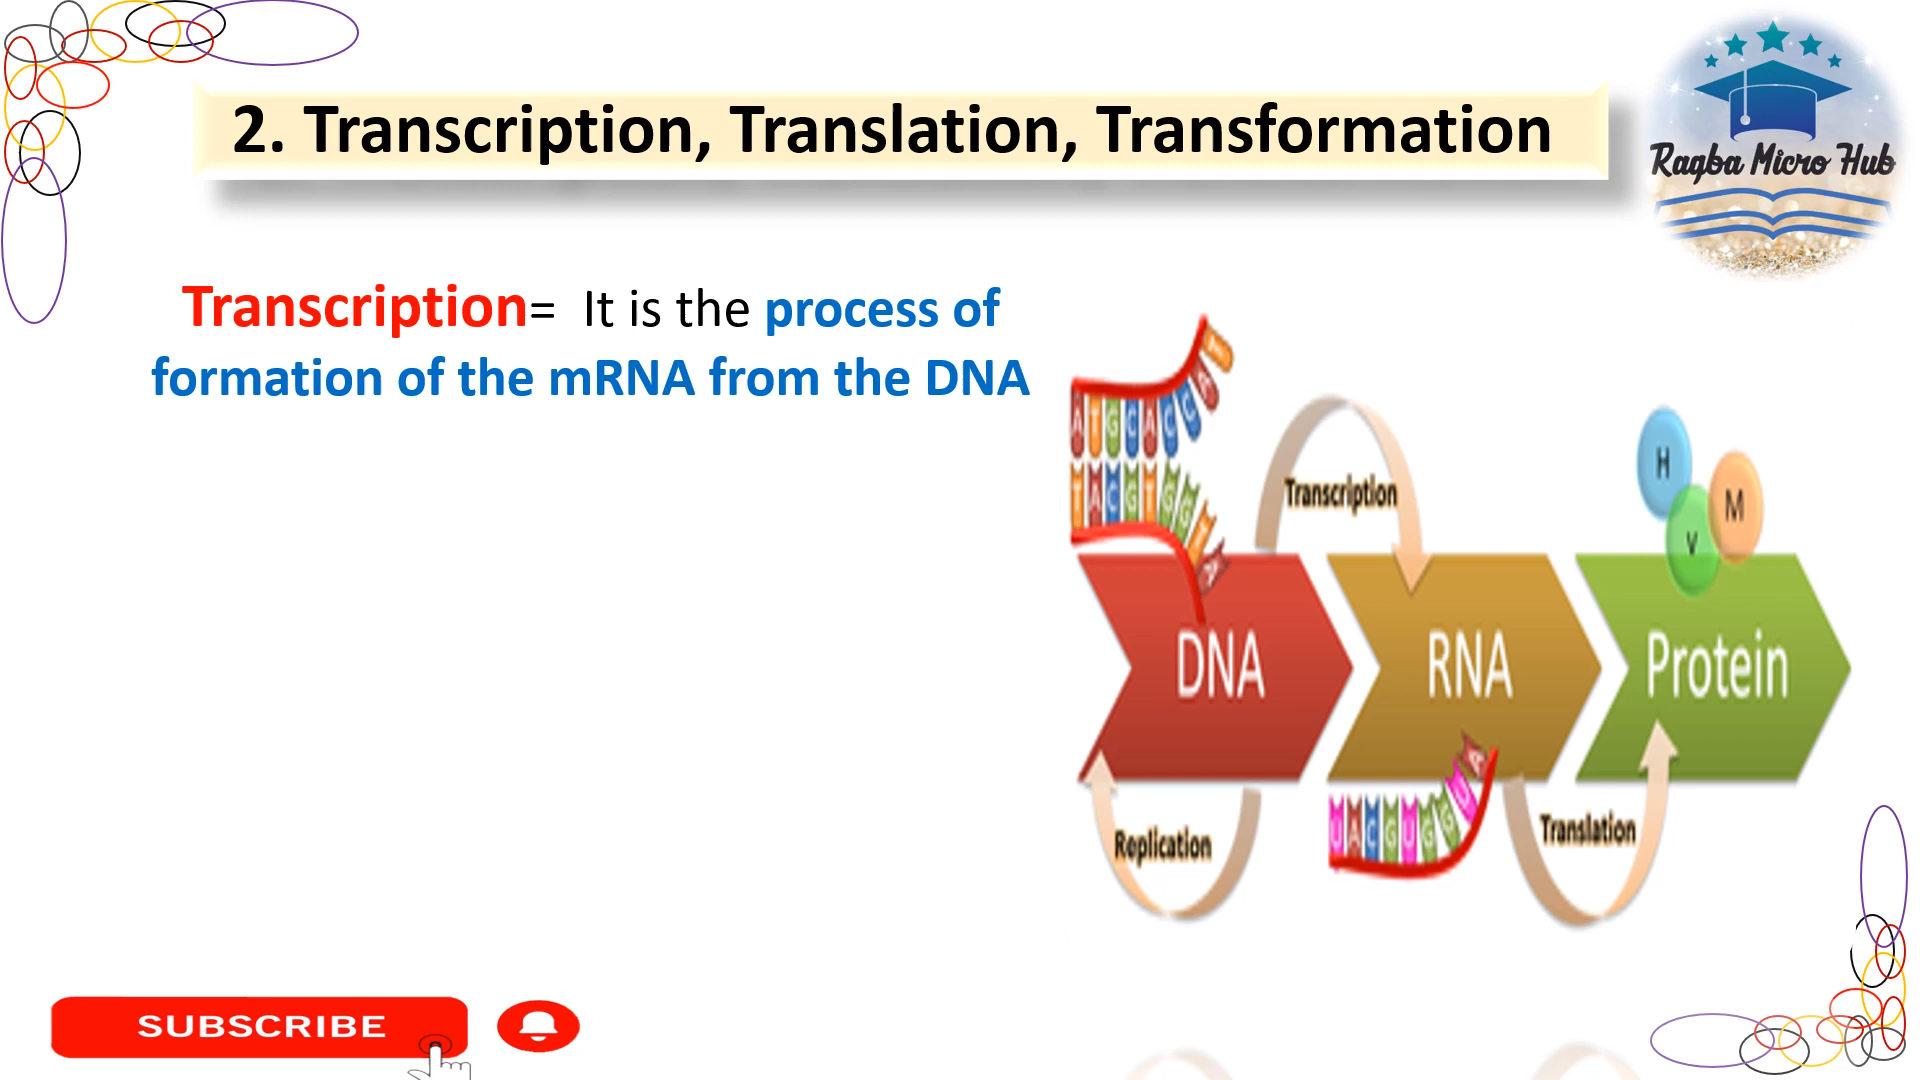 2. Transcription, Translation, Transformation
Ragba Micro Hub
Transcription= It is the process of
formation of the mRNA from the DNA
A T G C A C C
T A C G T G G T A
Transcription
H
M
V
DNA
RNA
Protein
U A C G U G G U A
Replication
Translation
SUBSCRIBE